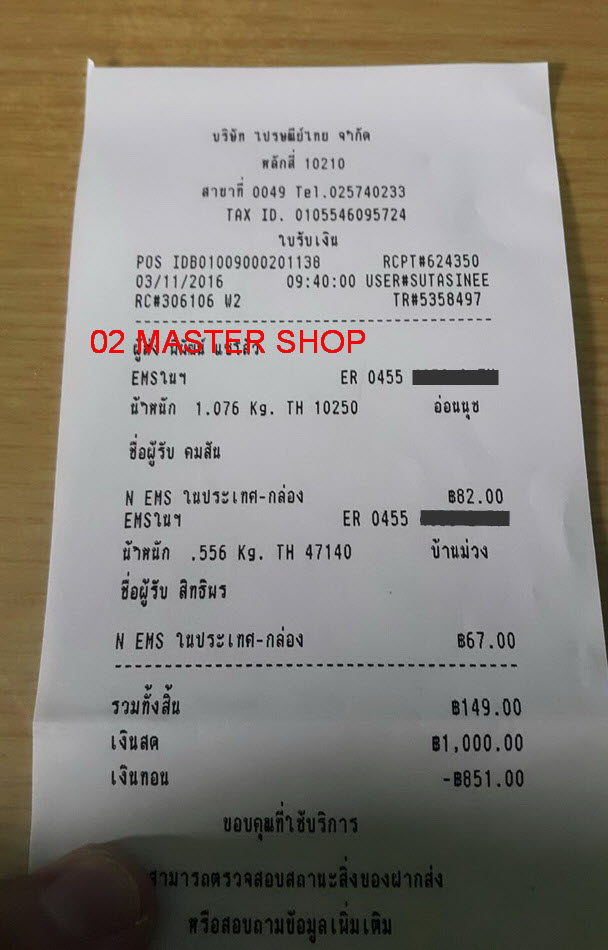 บริษัท ไปรษณีย์ไทย จำกัด
หลักสี่ 10210
สาขาที่ 0049 Tel.025740233
TAX ID. 0105546095724
ใบรับเงิน
POS IDB01009000201138 RCPT#624350
03/11/2016 09:40:00 USER#SUTASINEE
RC#306106 W2 TR#5358497
02 MASTER SHOP
EMSในฯ ER 0455
น้ำหนัก 1.076 Kg. TH 10250 อ่อนนุช
ชื่อผู้รับ คมสัน
N EMS ในประเทศ-กล่อง ฿82.00
EMSในฯ ER 0455
น้ำหนัก .556 Kg. TH 47140 บ้านม่วง
ชื่อผู้รับ สิทธิพร
N EMS ในประเทศ-กล่อง ฿67.00
รวมทั้งสิ้น ฿149.00
เงินสด ฿1,000.00
เงินทอน -฿851.00
ขอบคุณที่ใช้บริการ
สามารถตรวจสอบสถานะสิ่งของฝากส่ง
หรือสอบถามข้อมูลเพิ่มเติม